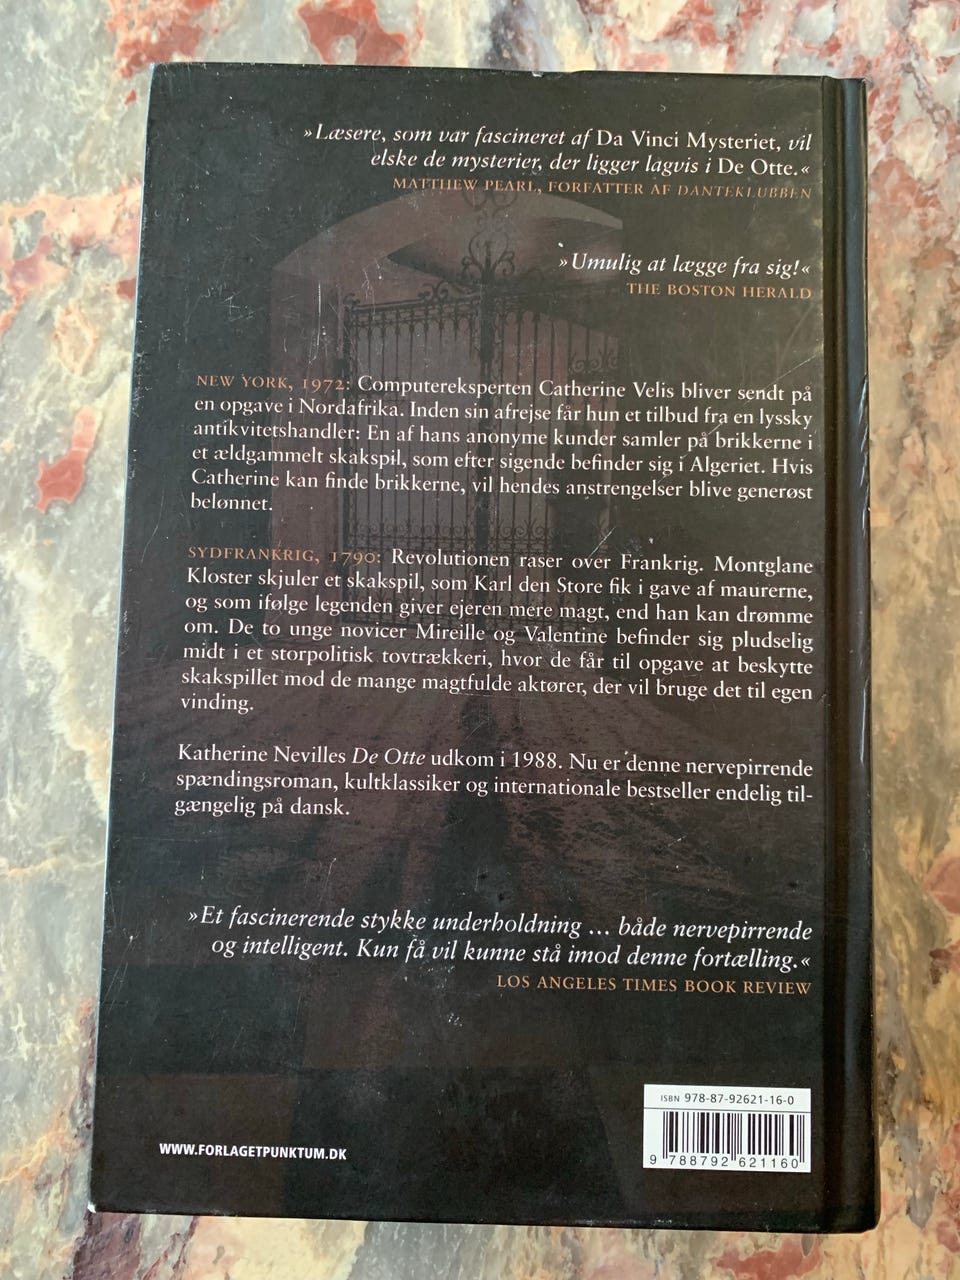 »Læsere, som var fascineret af Da Vinci Mysteriet, vil
elske de mysterier, der ligger lagvis i De Otte.«
MATTHEW PEARL, FORFATTER AF DANTEKLUBBEN
»Umulig at lægge fra sig!«
THE BOSTON HERALD
NEW YORK, 1972: Computereksperten Catherine Velis bliver sendt på
en opgave i Nordafrika. Inden sin afrejse får hun et tilbud fra en lyssky
antikvitetshandler: En af hans anonyme kunder samler på brikkerne i
et ældgammelt skakspil, som efter sigende befinder sig i Algeriet. Hvis
Catherine kan finde brikkerne, vil hendes anstrengelser blive generøst
belønnet.
SYDFRANKRIG, 1790: Revolutionen raser over Frankrig. Montglane
Kloster skjuler et skakspil, som Karl den Store fik i gave af maurerne,
og som ifølge legenden giver ejeren mere magt, end han kan drømme
om. De to unge novicer Mireille og Valentine befinder sig pludselig
midt i et storpolitisk tovtrækkeri, hvor de får til opgave at beskytte
skakspillet mod de mange magtfulde aktører, der vil bruge det til egen
vinding.
Katherine Nevilles De Otte udkom i 1988. Nu er denne nervepirrende
spændingsroman, kultklassiker og internationale bestseller endelig til-
gængelig på dansk.
»Et fascinerende stykke underholdning ... både nervepirrende
og intelligent. Kun få vil kunne stå imod denne fortælling.«
LOS ANGELES TIMES BOOK REVIEW
ISBN 978-87-92621-16-0
9 788792 621160
WWW.FORLAGETPUNKTUM.DK